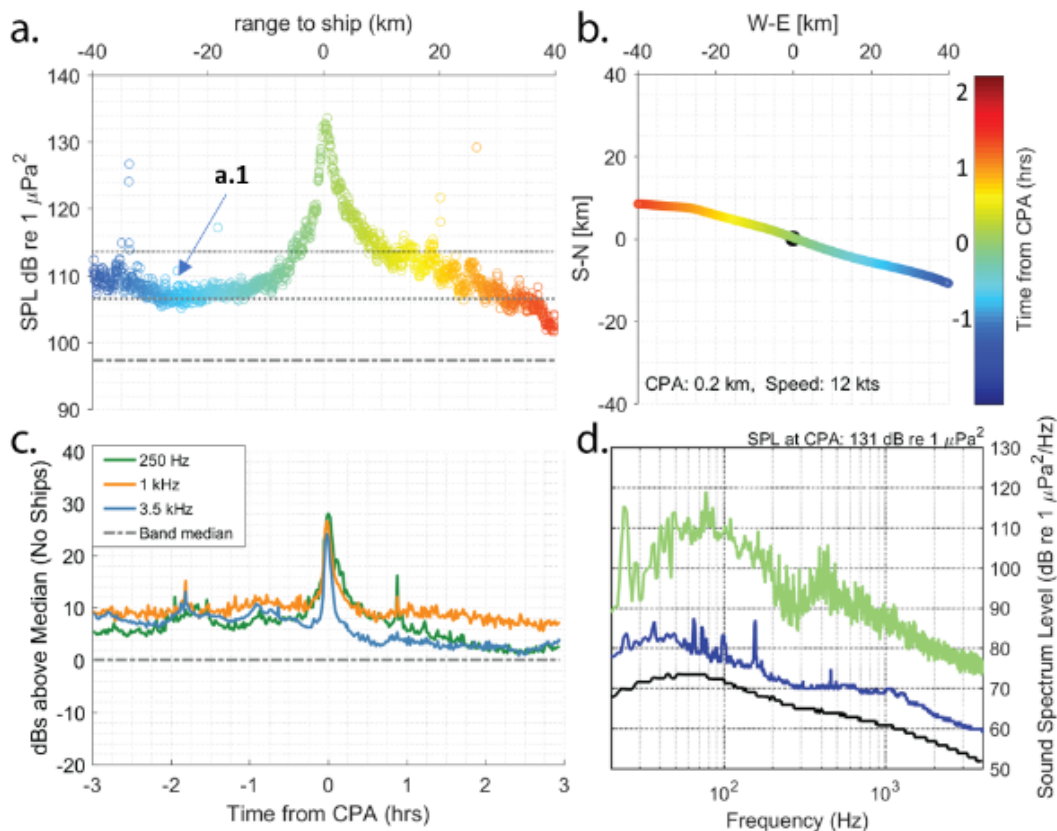 a.
range to ship (km)
-40 -20 0 20 40
140
130
120
110
100
90
SPL dB re 1 μPa²
a.1
b.
W-E [km]
-40 -20 0 20 40
40
20
0
-20
-40
S-N [km]
CPA: 0.2 km, Speed: 12 kts
2
1
0
-1
Time from CPA (hrs)
c.
40
30
20
10
0
-10
-20
dBs above Median (No Ships)
250 Hz
1 kHz
3.5 kHz
Band median
-3 -2 -1 0 1 2 3
Time from CPA (hrs)
d.
SPL at CPA: 131 dB re 1 μPa²
130
120
110
100
90
80
70
60
50
Sound Spectrum Level (dB re 1 μPa²/Hz)
10² 10³
Frequency (Hz)